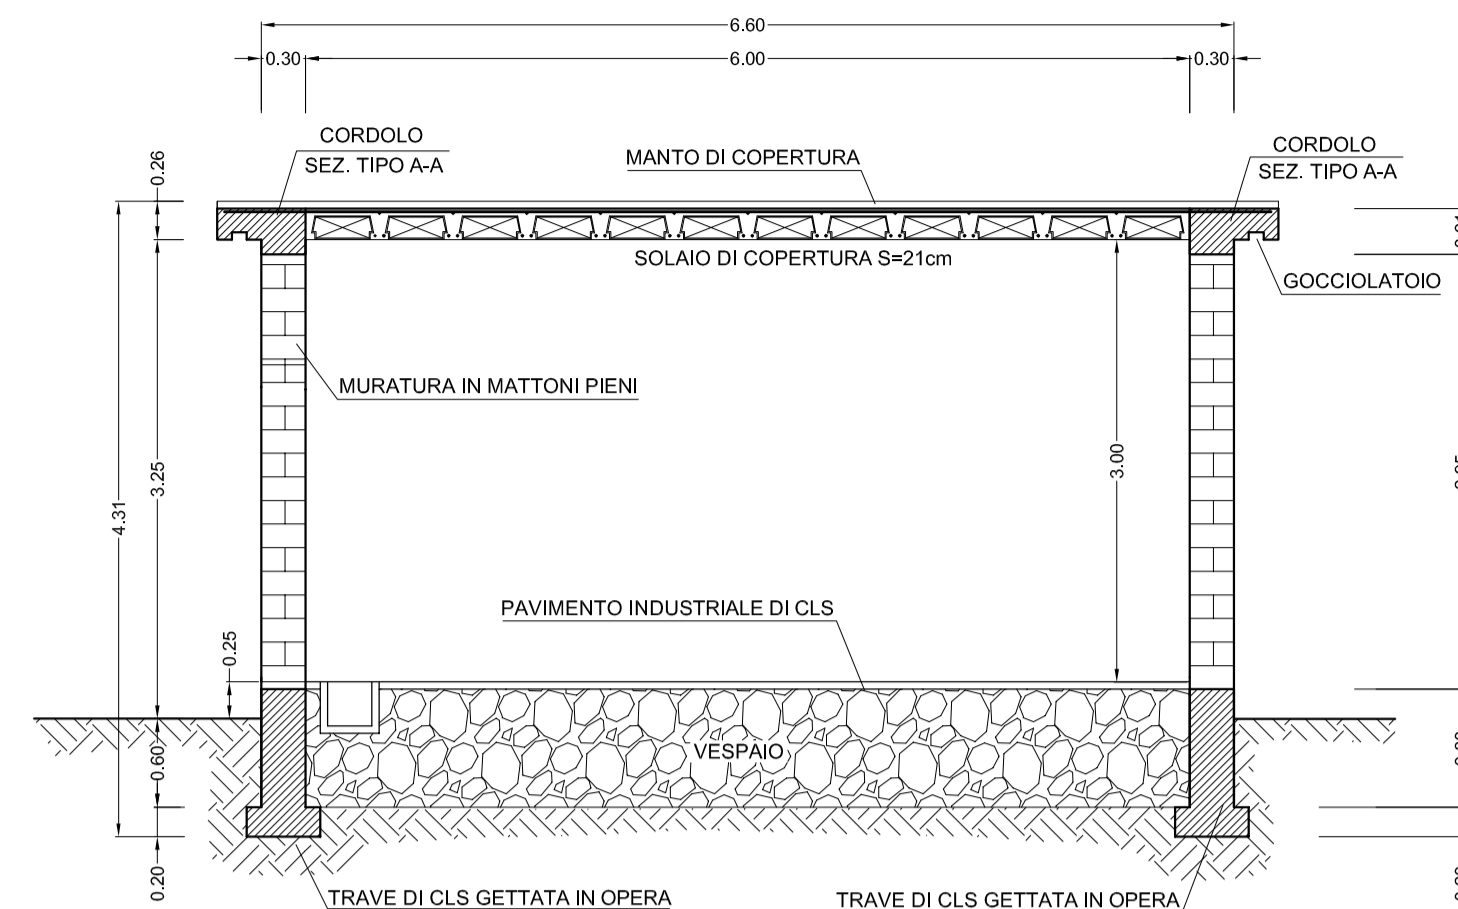 6.60
0.30
6.00
0.30
CORDOLO
SEZ. TIPO A-A
MANTO DI COPERTURA
CORDOLO
SEZ. TIPO A-A
0.26
SOLAIO DI COPERTURA S=21cm
GOCCIOLATOIO
MURATURA IN MATTONI PIENI
3.25
4.31
3.00
PAVIMENTO INDUSTRIALE DI CLS
0.25
VESPAIO
0.60
0.20
TRAVE DI CLS GETTATA IN OPERA
TRAVE DI CLS GETTATA IN OPERA